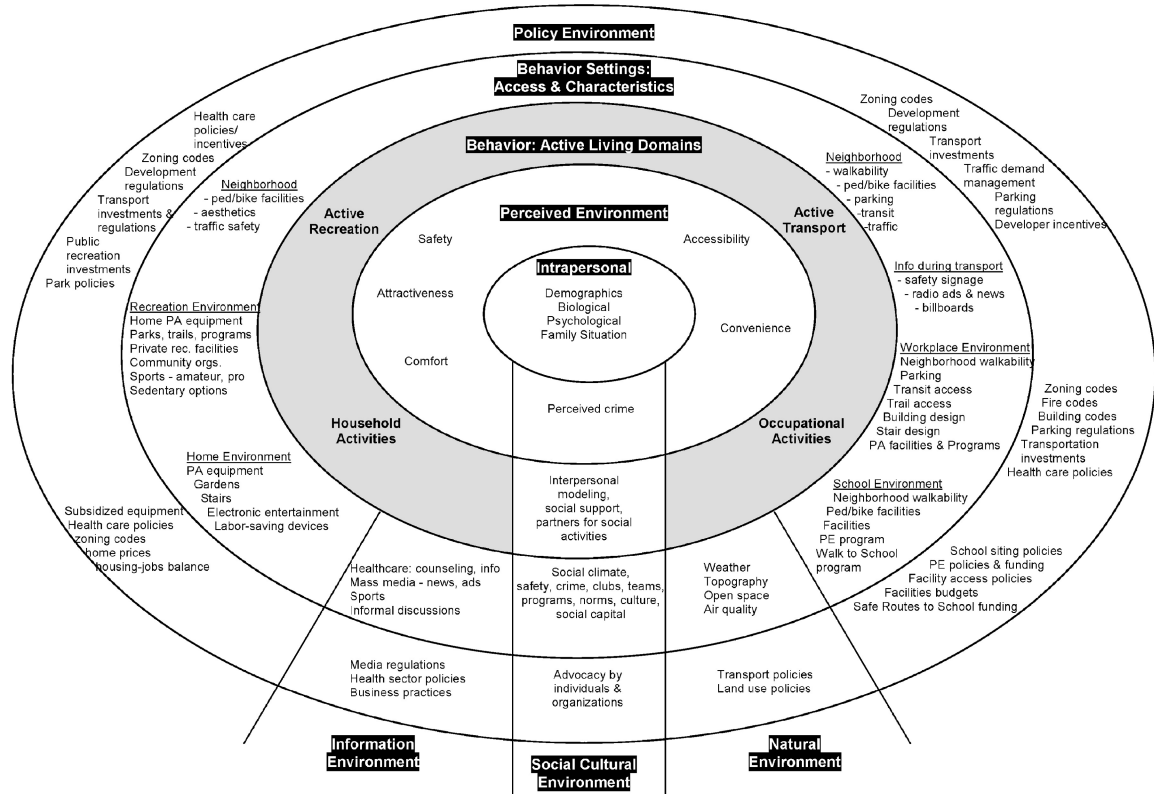 Policy Environment
Behavior Settings:
Access & Characteristics
Behavior: Active Living Domains
Perceived Environment
Intrapersonal
Demographics
Biological
Psychological
Family Situation
Safety
Attractiveness
Comfort
Accessibility
Convenience
Perceived crime
Active
Recreation
Active
Transport
Household
Activities
Occupational
Activities
Interpersonal
modeling,
social support,
partners for social
activities
Health care
policies/
incentives
Zoning codes
Development
regulations
Transport
investments &
regulations
Public
recreation
investments
Park policies
Neighborhood
- ped/bike facilities
- aesthetics
- traffic safety
Recreation Environment
Home PA equipment
Parks, trails, programs
Private rec. facilities
Community orgs.
Sports - amateur, pro
Sedentary options
Home Environment
PA equipment
Gardens
Stairs
Electronic entertainment
Labor-saving devices
Subsidized equipment
Health care policies
zoning codes
home prices
housing-jobs balance
Zoning codes
Development
regulations
Transport
investments
Traffic demand
management
Parking
regulations
Developer incentives
Neighborhood
- walkability
- ped/bike facilities
- parking
-transit
-traffic
Info during transport
- safety signage
- radio ads & news
- billboards
Workplace Environment
Neighborhood walkability
Parking
Transit access
Trail access
Building design
Stair design
PA facilities & Programs
Zoning codes
Fire codes
Building codes
Parking regulations
Transportation
investments
Health care policies
School Environment
Neighborhood walkability
Ped/bike facilities
Facilities
PE program
Walk to School
program
School siting policies
PE policies & funding
Facility access policies
Facilities budgets
Safe Routes to School funding
Healthcare: counseling, info
Mass media - news, ads
Sports
Informal discussions
Social climate,
safety, crime, clubs, teams,
programs, norms, culture,
social capital
Weather
Topography
Open space
Air quality
Media regulations
Health sector policies
Business practices
Advocacy by
individuals &
organizations
Transport policies
Land use policies
Information
Environment
Social Cultural
Environment
Natural
Environment